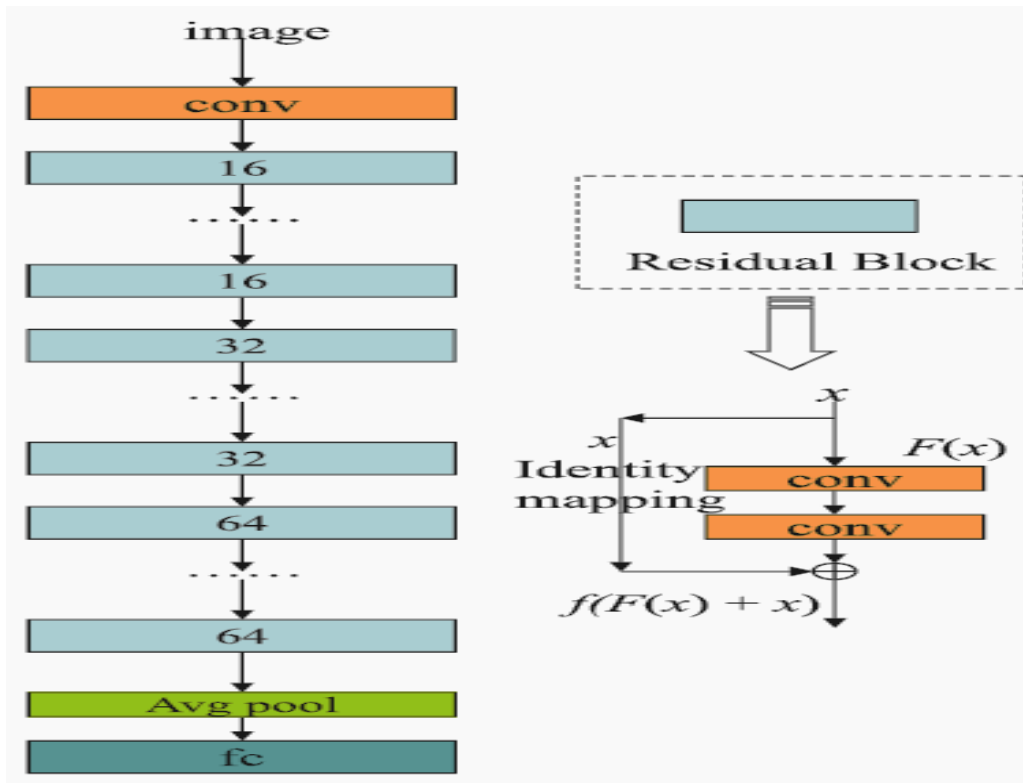 image
conv
16
......
16
32
......
32
64
......
64
Avg pool
fc
Residual Block
x
x
F(x)
Identity
mapping
conv
conv
f(F(x) + x)